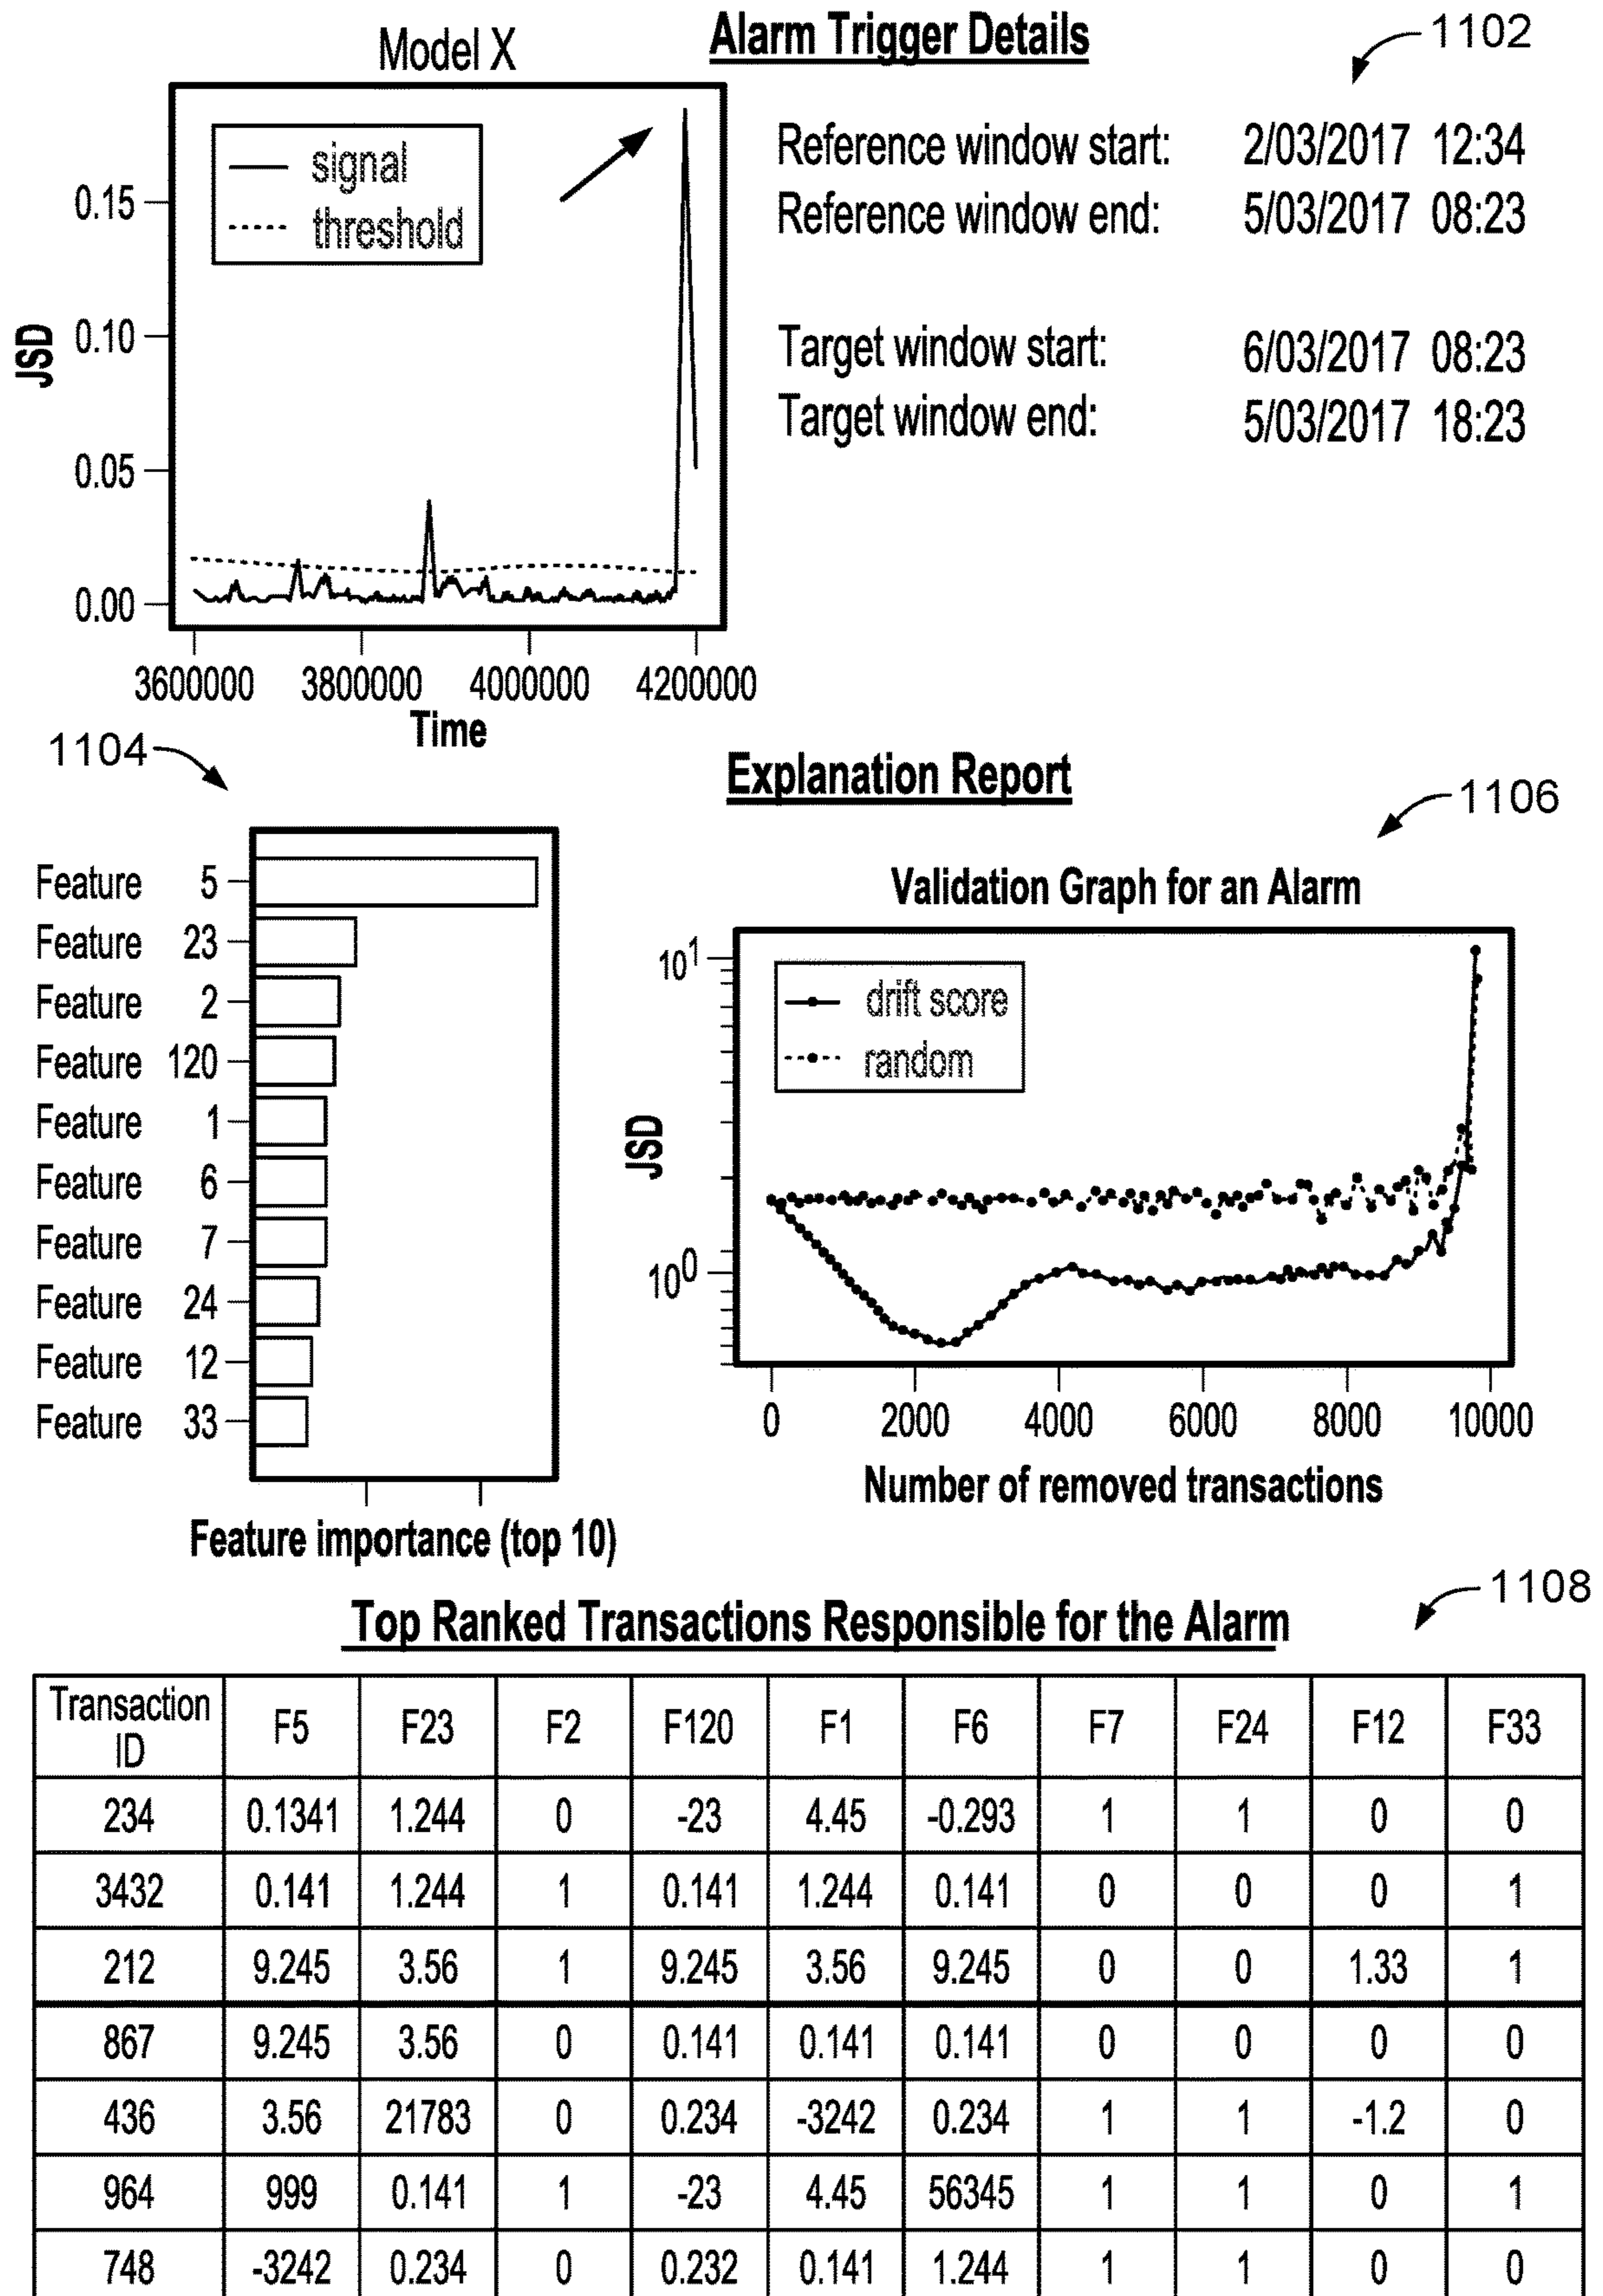 Alarm Trigger Details
1102
Model X
signal
threshold
0.15
0.10
0.05
0.00
JSD
3600000 3800000 4000000 4200000
Time
Reference window start: 2/03/2017 12:34
Reference window end: 5/03/2017 08:23
Target window start: 6/03/2017 08:23
Target window end: 5/03/2017 18:23
Explanation Report
1104
Feature 5
Feature 23
Feature 2
Feature 120
Feature 1
Feature 6
Feature 7
Feature 24
Feature 12
Feature 33
Feature importance (top 10)
1106
Validation Graph for an Alarm
drift score
random
10^1
10^0
JSD
0 2000 4000 6000 8000 10000
Number of removed transactions
1108
Top Ranked Transactions Responsible for the Alarm
Transaction
ID F5 F23 F2 F120 F1 F6 F7 F24 F12 F33
234 0.1341 1.244 0 -23 4.45 -0.293 1 1 0 0
3432 0.141 1.244 1 0.141 1.244 0.141 0 0 0 1
212 9.245 3.56 1 9.245 3.56 9.245 0 0 1.33 1
867 9.245 3.56 0 0.141 0.141 0.141 0 0 0 0
436 3.56 21783 0 0.234 -3242 0.234 1 1 -1.2 0
964 999 0.141 1 -23 4.45 56345 1 1 0 1
748 -3242 0.234 0 0.232 0.141 1.244 1 1 0 0